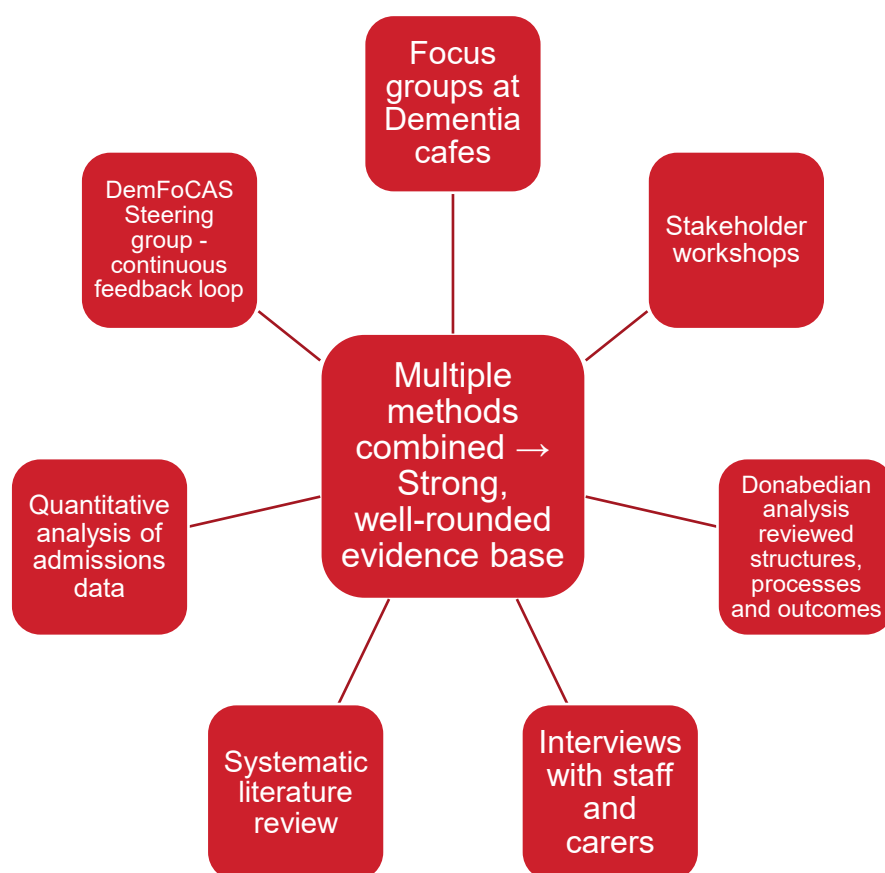 Focus
groups at
Dementia
cafes
DemFoCAS
Steering
group -
continuous
feedback loop
Stakeholder
workshops
Multiple
methods
combined →
Strong,
well-rounded
evidence base
Quantitative
analysis of
admissions
data
Donabedian
analysis
reviewed
structures,
processes
and outcomes
Systematic
literature
review
Interviews
with staff
and
carers